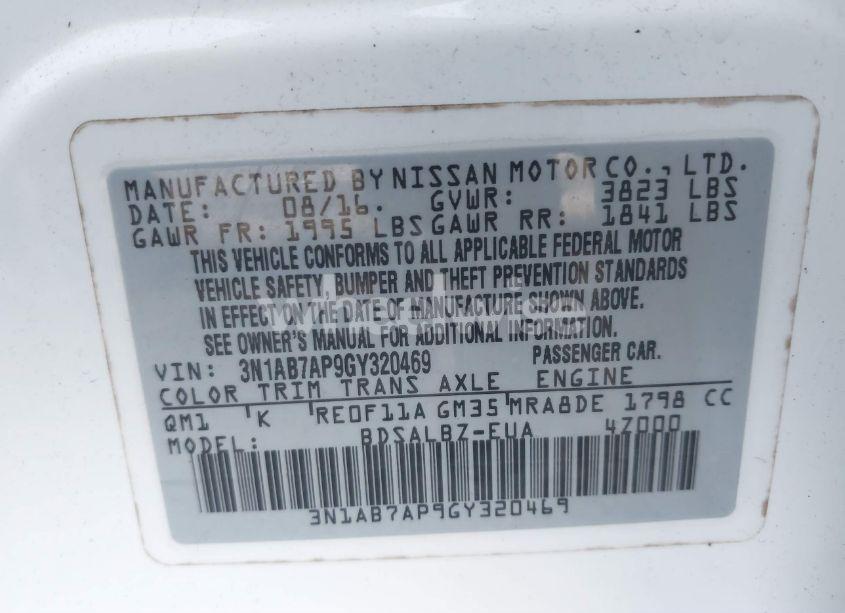 MANUFACTURED BY NISSAN MOTOR CO., LTD.
DATE: 08/16. GVWR: 3823 LBS
GAWR FR: 1995 LBS GAWR RR: 1841 LBS
THIS VEHICLE CONFORMS TO ALL APPLICABLE FEDERAL MOTOR
VEHICLE SAFETY, BUMPER AND THEFT PREVENTION STANDARDS
IN EFFECT ON THE DATE OF MANUFACTURE SHOWN ABOVE.
SEE OWNER'S MANUAL FOR ADDITIONAL INFORMATION.
VIN: 3N1AB7AP9GY320469 PASSENGER CAR.
COLOR TRIM TRANS AXLE ENGINE
QM1 K RE0F11A GM35 MRA8DE 1798 CC
MODEL: BDSALBZ-EUA 4Z000
3N1AB7AP9GY320469